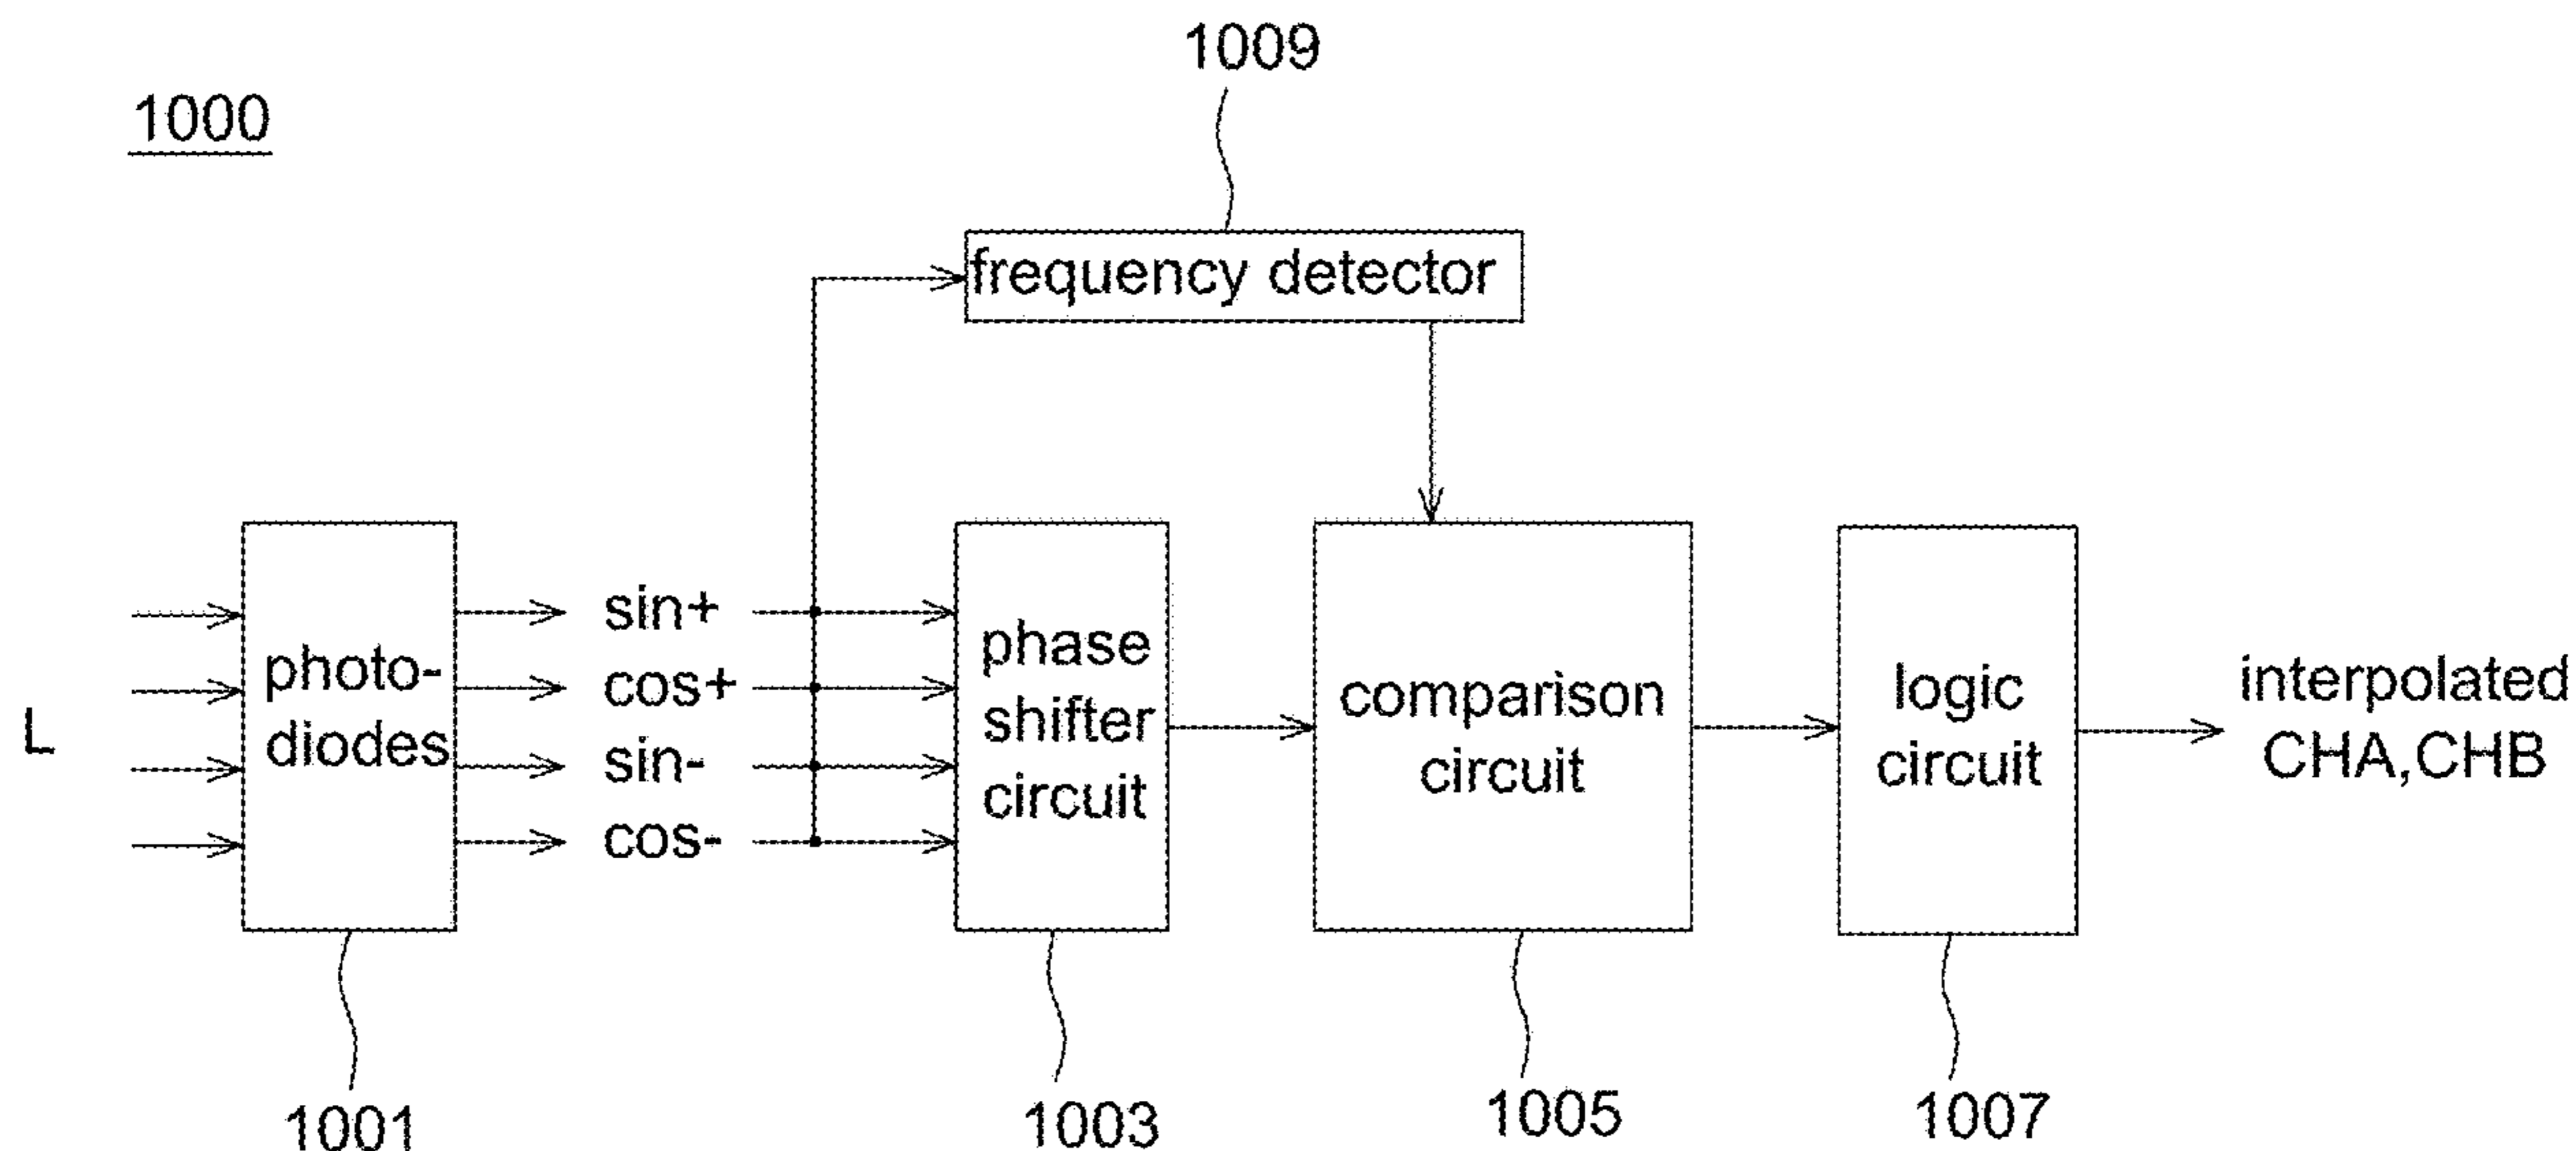 1009
1000
frequency detector
sin+
cos+
sin-
cos-
L
photo-
diodes
phase
shifter
circuit
comparison
circuit
logic
circuit
interpolated
CHA,CHB
1001
1003
1005
1007